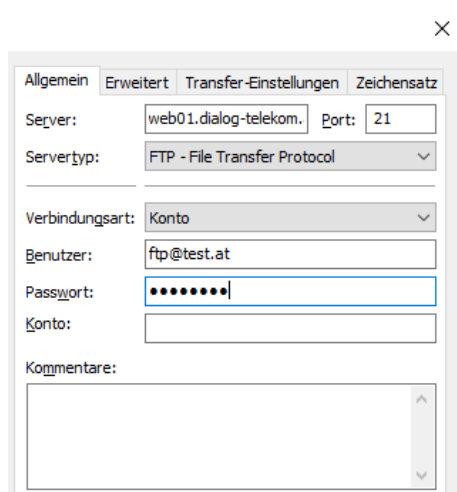 Allgemein Erweitert Transfer-Einstellungen Zeichensatz
Server: web01.dialog-telekom. Port: 21
Servertyp: FTP - File Transfer Protocol
Verbindungsart: Konto
Benutzer: ftp@test.at
Passwort: ●●●●●●●●
Konto:
Kommentare: